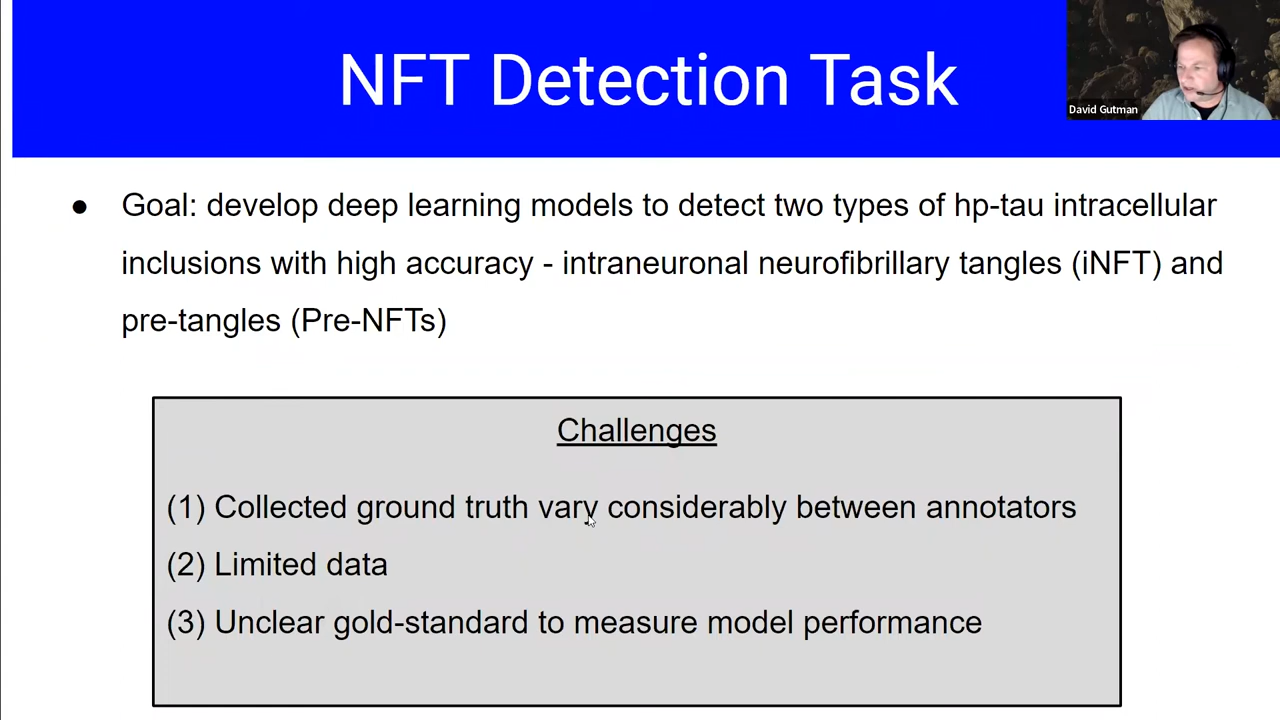 NFT Detection Task
David Gutman
● Goal: develop deep learning models to detect two types of hp-tau intracellular
inclusions with high accuracy - intraneuronal neurofibrillary tangles (iNFT) and
pre-tangles (Pre-NFTs)
Challenges
(1) Collected ground truth vary considerably between annotators
(2) Limited data
(3) Unclear gold-standard to measure model performance